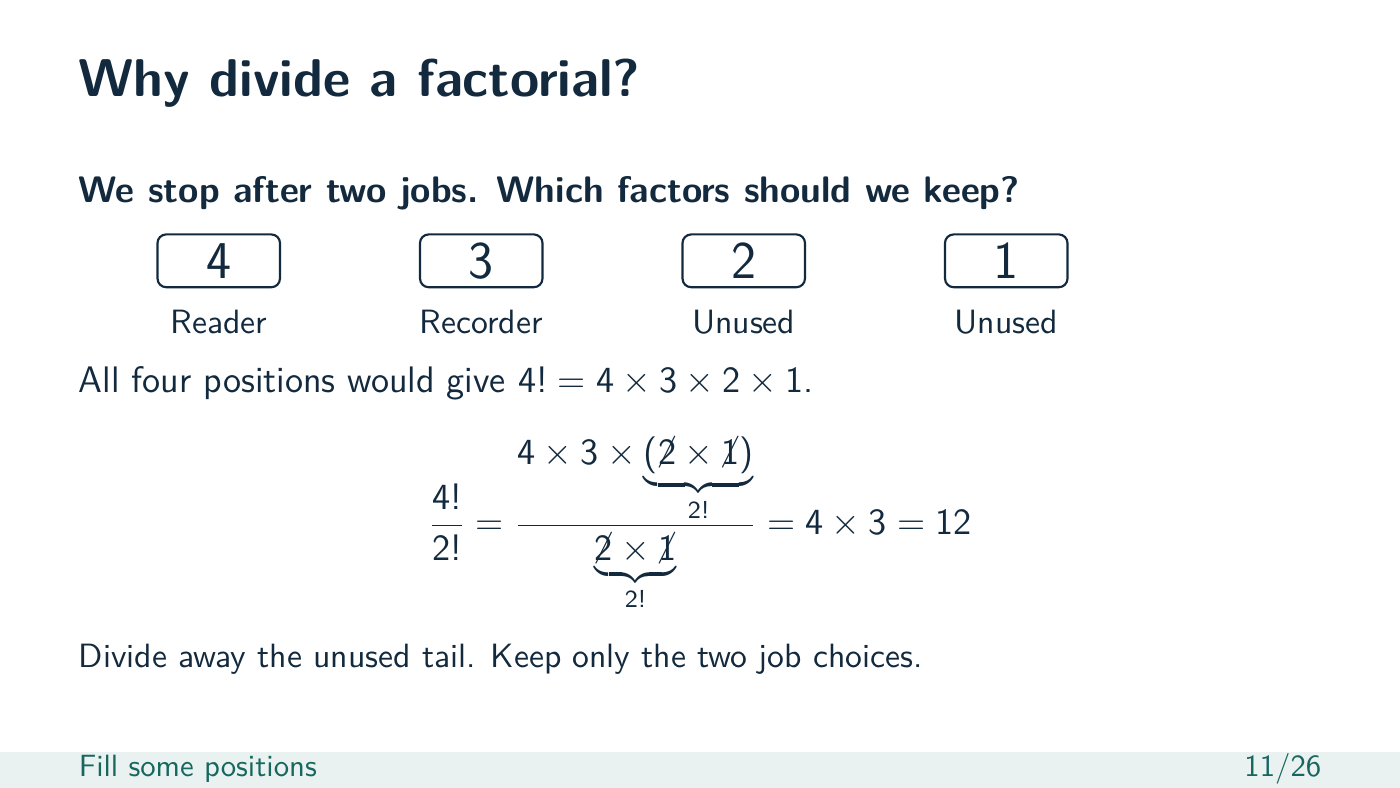 Why divide a factorial?
We stop after two jobs. Which factors should we keep?
4 3 2 1
Reader Recorder Unused Unused
All four positions would give 4! = 4 × 3 × 2 × 1.
4!/2! = (4 × 3 × (2 × 1))/(2 × 1) = 4 × 3 = 12
2!
2!
Divide away the unused tail. Keep only the two job choices.
Fill some positions 11/26